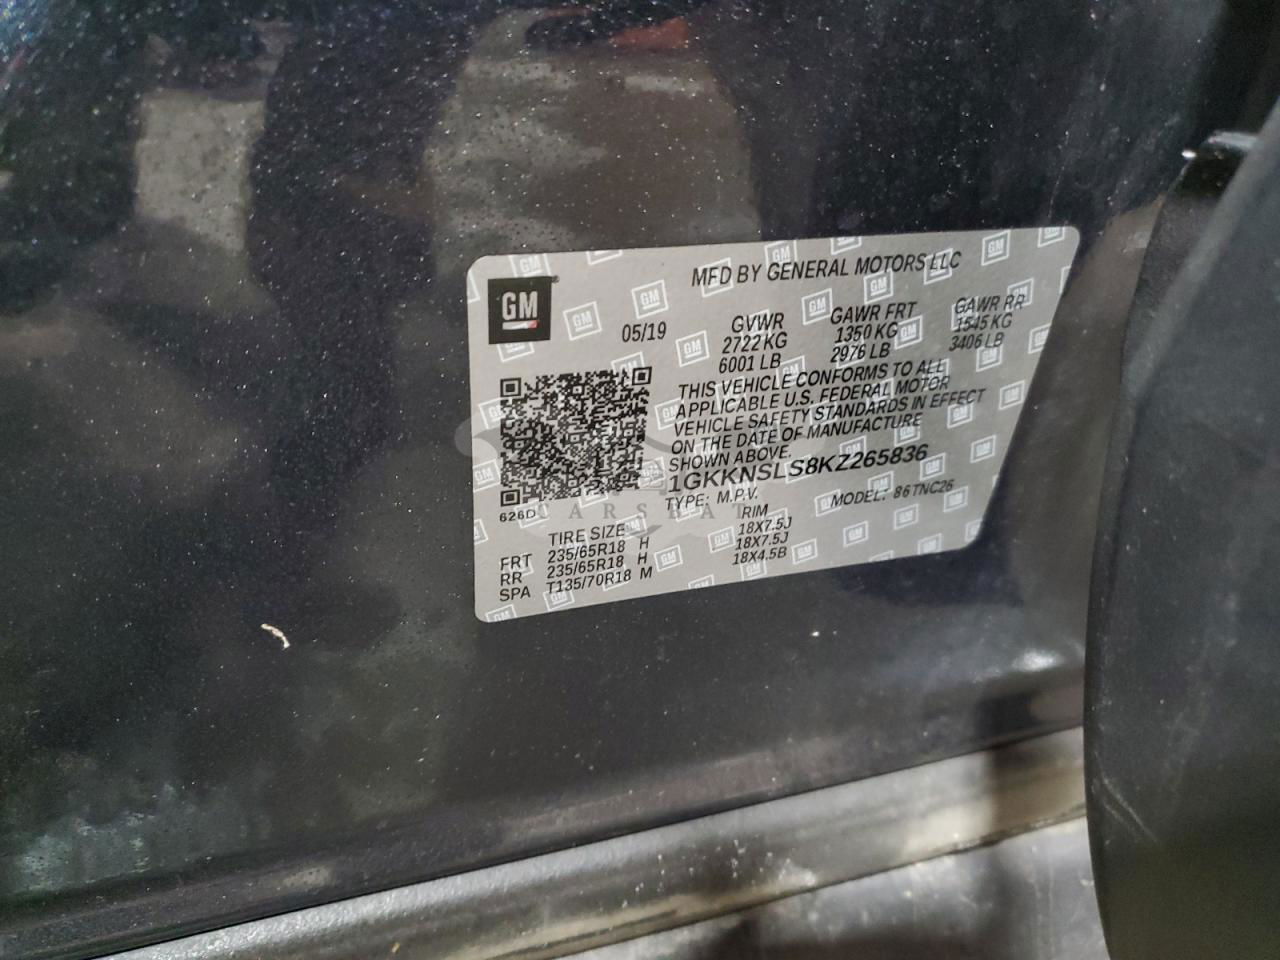 GM
MFD BY GENERAL MOTORS LLC
05/19
GVWR
2722 KG
6001 LB
GAWR FRT
1350 KG
2976 LB
GAWR RR
1545 KG
3406 LB
THIS VEHICLE CONFORMS TO ALL
APPLICABLE U.S. FEDERAL MOTOR
VEHICLE SAFETY STANDARDS IN EFFECT
ON THE DATE OF MANUFACTURE
SHOWN ABOVE.
1GKKNSLS8KZ265836
TYPE: M.P.V. MODEL: 86TNC26
626D
CARSBAT
TIRE SIZE RIM
FRT 235/65R18 H 18X7.5J
RR 235/65R18 H 18X7.5J
SPA T135/70R18 M 18X4.5B